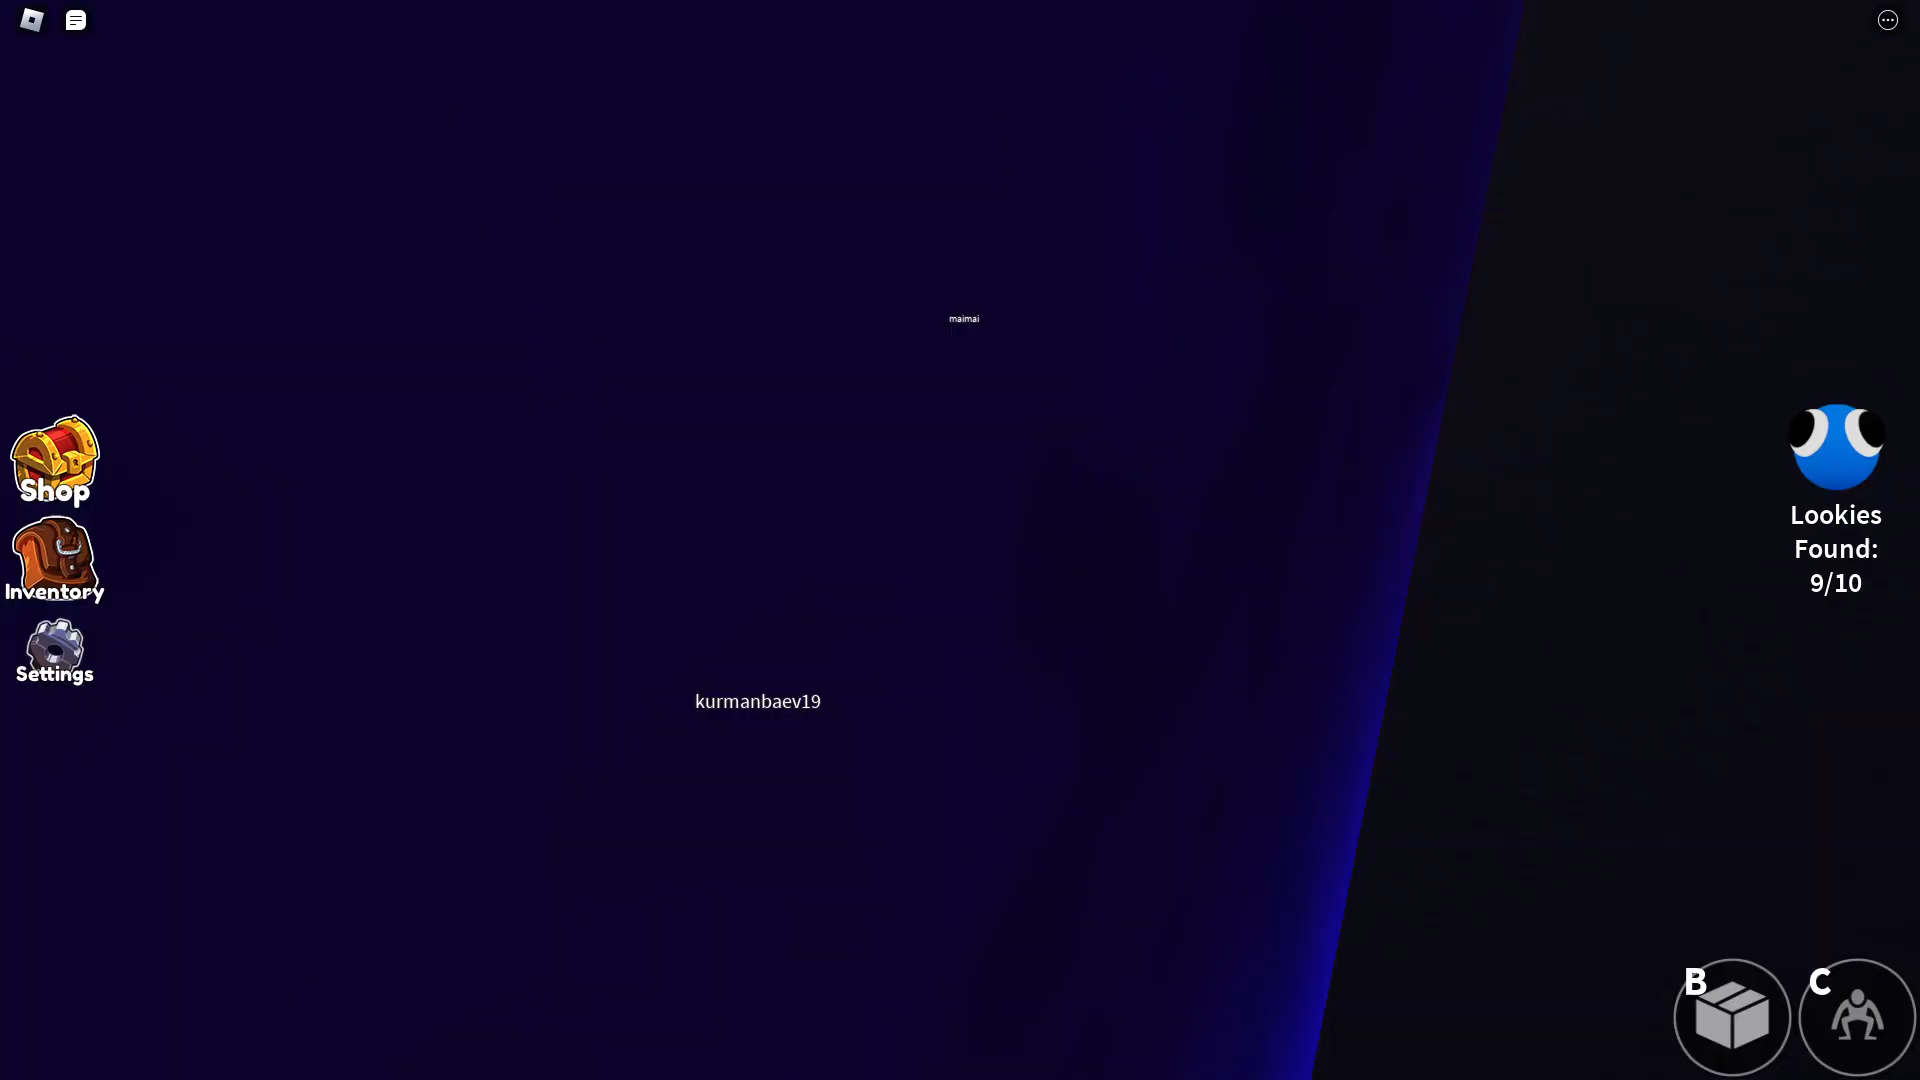 maimai
Shop
Inventory
Settings
kurmanbaev19
Lookies
Found:
9/10
B
C